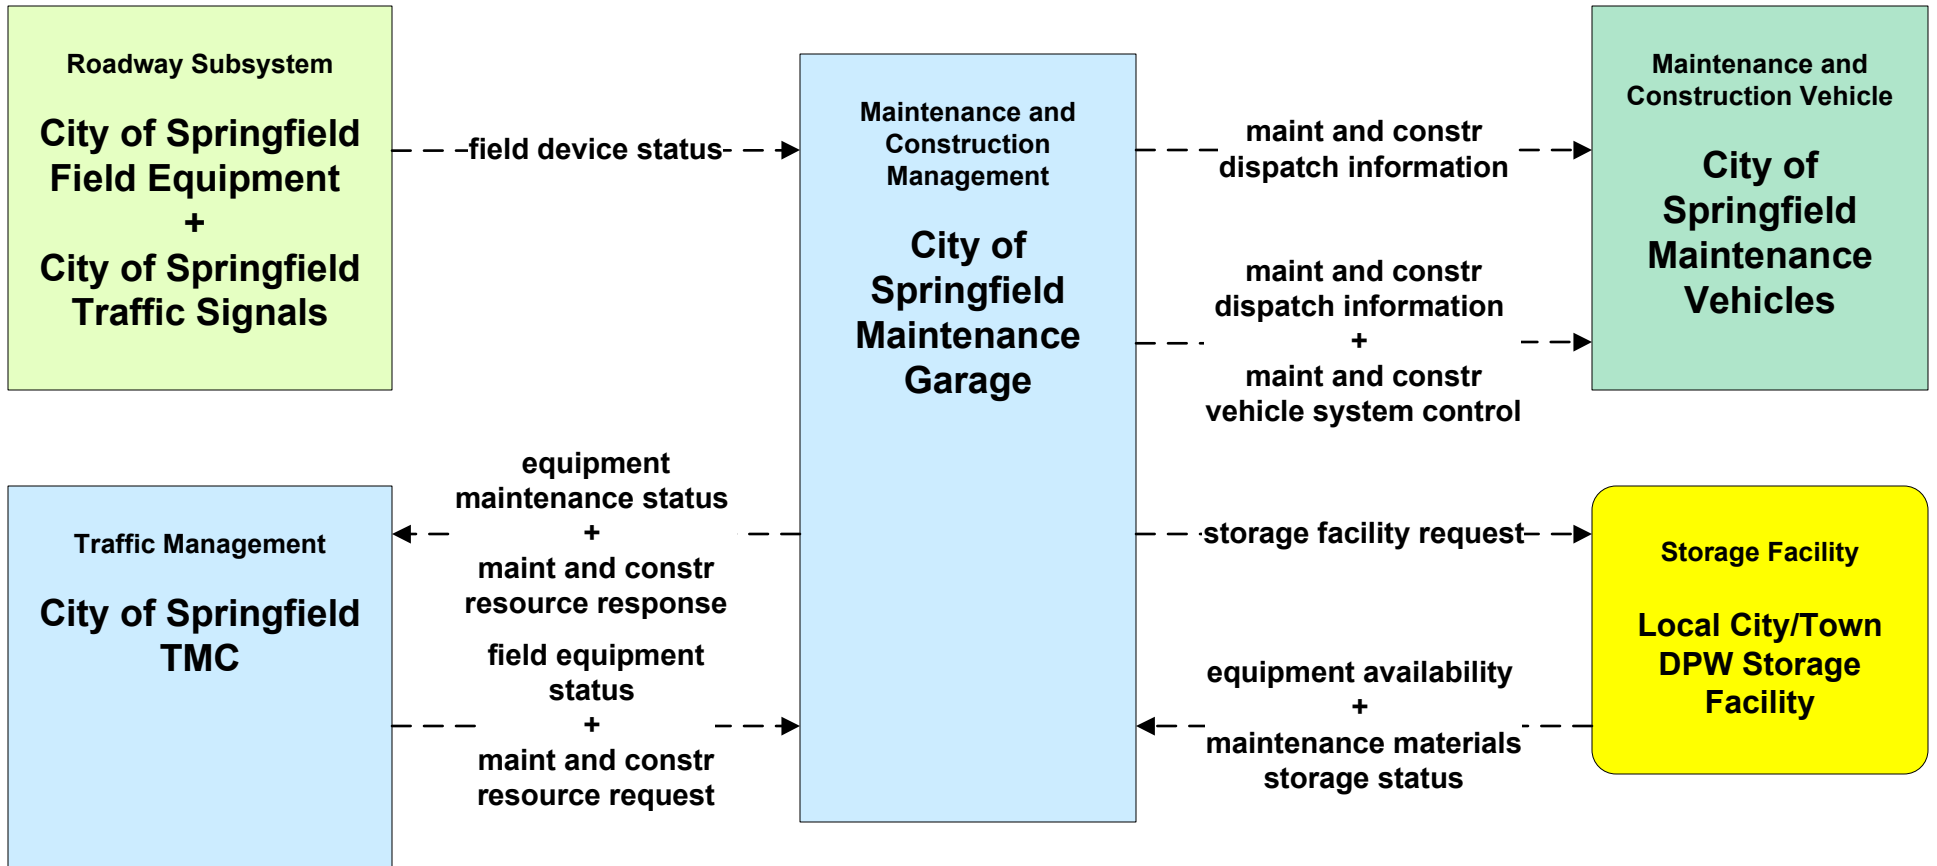 Roadway Subsystem
City of Springfield
Field Equipment
+
City of Springfield
Traffic Signals
field device status
Maintenance and
Construction
Management
City of
Springfield
Maintenance
Garage
maint and constr
dispatch information
maint and constr
dispatch information
+
maint and constr
vehicle system control
Maintenance and
Construction Vehicle
City of
Springfield
Maintenance
Vehicles
Traffic Management
City of Springfield
TMC
equipment
maintenance status
+
maint and constr
resource response
field equipment
status
+
maint and constr
resource request
storage facility request
equipment availability
+
maintenance materials
storage status
Storage Facility
Local City/Town
DPW Storage
Facility